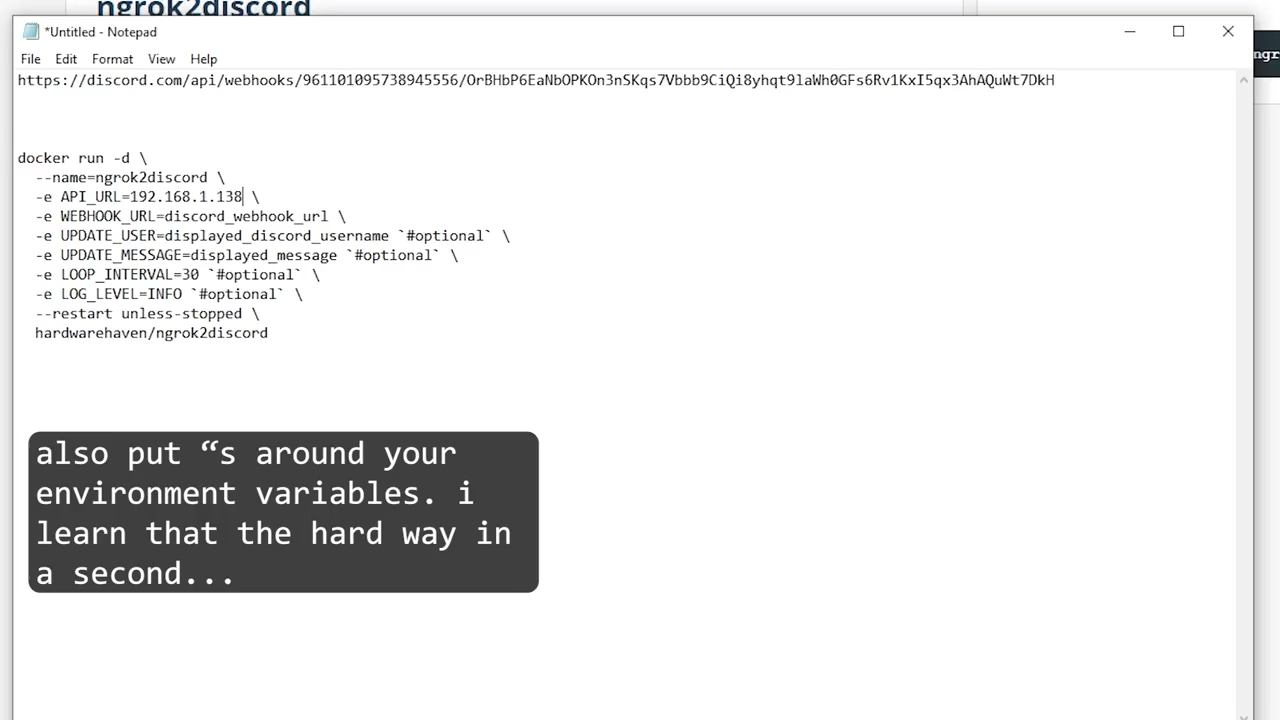 ngrok2discord
*Untitled - Notepad
File Edit Format View Help
https://discord.com/api/webhooks/961101095738945556/OrBHbP6EaNbOPKOn3nSKqs7Vbbb9CiQi8yhqt9laWh0GFs6Rv1KxI5qx3AhAQuWt7DkH
ngr
docker run -d \
--name=ngrok2discord \
-e API_URL=192.168.1.138 \
-e WEBHOOK_URL=discord_webhook_url \
-e UPDATE_USER=displayed_discord_username `#optional` \
-e UPDATE_MESSAGE=displayed_message `#optional` \
-e LOOP_INTERVAL=30 `#optional` \
-e LOG_LEVEL=INFO `#optional` \
--restart unless-stopped \
hardwarehaven/ngrok2discord
also put “s around your
environment variables. i
learn that the hard way in
a second...